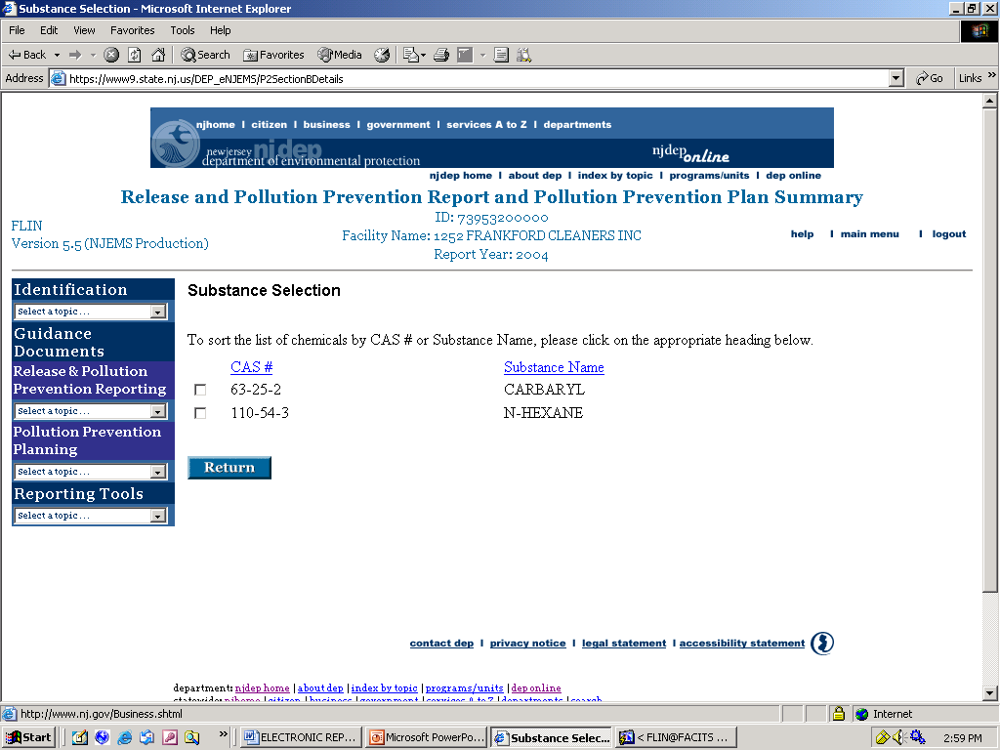 Substance Selection - Microsoft Internet Explorer
File Edit View Favorites Tools Help
Back Search Favorites Media
Address https://www9.state.nj.us/DEP_eNJEMS/P2SectionBDetails Go Links »
njhome | citizen | business | government | services A to Z | departments
newjersey njdep
department of environmental protection
njdep online
njdep home | about dep | index by topic | programs/units | dep online
Release and Pollution Prevention Report and Pollution Prevention Plan Summary
ID: 73953200000
FLIN
Facility Name: 1252 FRANKFORD CLEANERS INC
help | main menu | logout
Version 5.5 (NJEMS Production)
Report Year: 2004
Identification
Select a topic...
Guidance
Documents
Release & Pollution
Prevention Reporting
Select a topic...
Pollution Prevention
Planning
Select a topic...
Reporting Tools
Select a topic...
Substance Selection
To sort the list of chemicals by CAS # or Substance Name, please click on the appropriate heading below.
CAS # Substance Name
63-25-2 CARBARYL
110-54-3 N-HEXANE
Return
contact dep | privacy notice | legal statement | accessibility statement
department: njdep home | about dep | index by topic | programs/units | dep online
statewide: njhome | citizen | business | government | services A to Z | departments | search
http://www.nj.gov/Business.shtml Internet
Start » ELECTRONIC REP... Microsoft PowerPo... Substance Selec... < FLIN@FACITS ... 2:59 PM